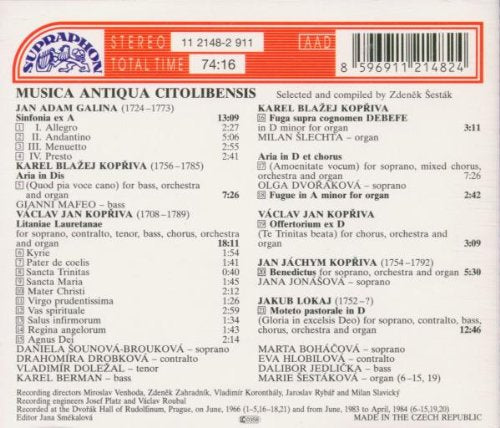 SUPRAPHON
STEREO 11 2148-2 911
TOTAL TIME 74:16
AAD
8 596911 214824
MUSICA ANTIQUA CITOLIBENSIS
Selected and compiled by Zdeněk Šesták
JAN ADAM GALINA (1724–1773)
Sinfonia ex A 13:09
1 I. Allegro 2:27
2 II. Andantino 5:26
3 III. Menuetto 2:35
4 IV. Presto 2:41
KAREL BLAŽEJ KOPŘIVA (1756–1785)
Aria in Dis
5 (Quod pia voce cano) for bass, orchestra
and organ 7:26
GIANNI MAFEO – bass
VÁCLAV JAN KOPŘIVA (1708–1789)
Litaniae Lauretanae
for soprano, contralto, tenor, bass, chorus, orchestra
and organ 18:11
6 Kyrie 1:54
7 Pater de coelis 1:41
8 Sancta Trinitas 0:40
9 Sancta Maria 1:45
10 Mater Christi 2:12
11 Virgo prudentissima 1:26
12 Vas spirituale 2:59
13 Salus infirmorum 1:34
14 Regina angelorum 1:43
15 Agnus Dei 2:17
DANIELA ŠOUNOVÁ-BROUKOVÁ – soprano
DRAHOMÍRA DROBKOVÁ – contralto
VLADIMÍR DOLEŽAL – tenor
KAREL BERMAN – bass
KAREL BLAŽEJ KOPŘIVA
16 Fuga supra cognomen DEBEFE
in D minor for organ 3:11
MILAN ŠLECHTA – organ
Aria in D et chorus
17 (Amoenitate vocum) for soprano, mixed chorus,
orchestra and organ 7:26
OLGA DVOŘÁKOVÁ – soprano
18 Fugue in A minor for organ 2:42
VÁCLAV JAN KOPŘIVA
19 Offertorium ex D
(Te Trinitas beata) for chorus, orchestra and
organ 3:09
JAN JÁCHYM KOPŘIVA (1754–1792)
20 Benedictus for soprano, orchestra and organ 5:30
JANA JONÁŠOVÁ – soprano
JAKUB LOKAJ (1752–?)
21 Moteto pastorale in D
(Gloria in excelsis Deo) for soprano, contralto, bass,
chorus, orchestra and organ 12:46
MARTA BOHÁČOVÁ – soprano
EVA HLOBILOVÁ – contralto
DALIBOR JEDLIČKA – bass
MARIE ŠESTÁKOVÁ – organ (6–15, 19)
Recording directors Miroslav Venhoda, Zdeněk Zahradník, Vladimír Koronthály, Jaroslav Rybář and Milan Slavický
Recording engineers Josef Platz and Václav Roubal
Recorded at the Dvořák Hall of Rudolfinum, Prague, on June, 1966 (1–5,16–18,21) and from June, 1983 to April, 1984 (6–15,19,20)
Editor Jana Smékalová
MADE IN THE CZECH REPUBLIC